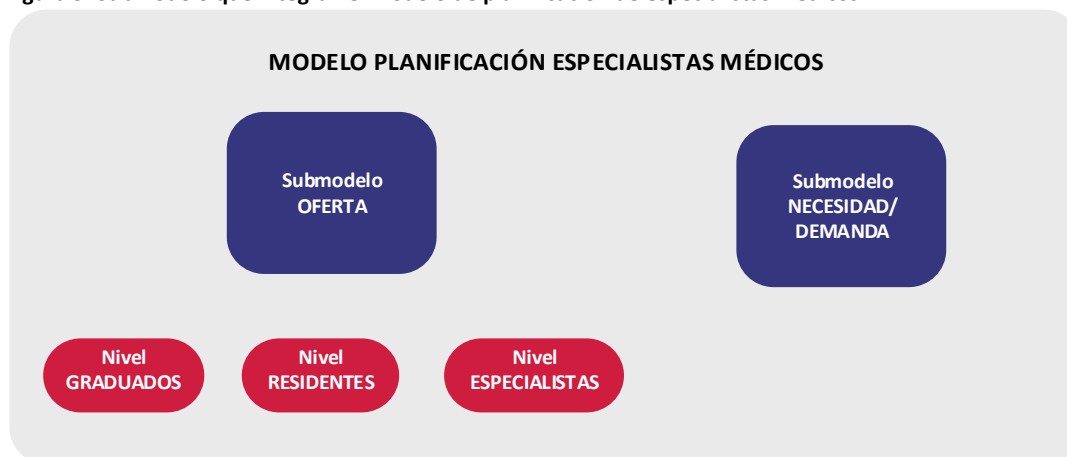 MODELO PLANIFICACIÓN ESPECIALISTAS MÉDICOS
Submodelo
OFERTA
Submodelo
NECESIDAD/
DEMANDA
Nivel
GRADUADOS
Nivel
RESIDENTES
Nivel
ESPECIALISTAS